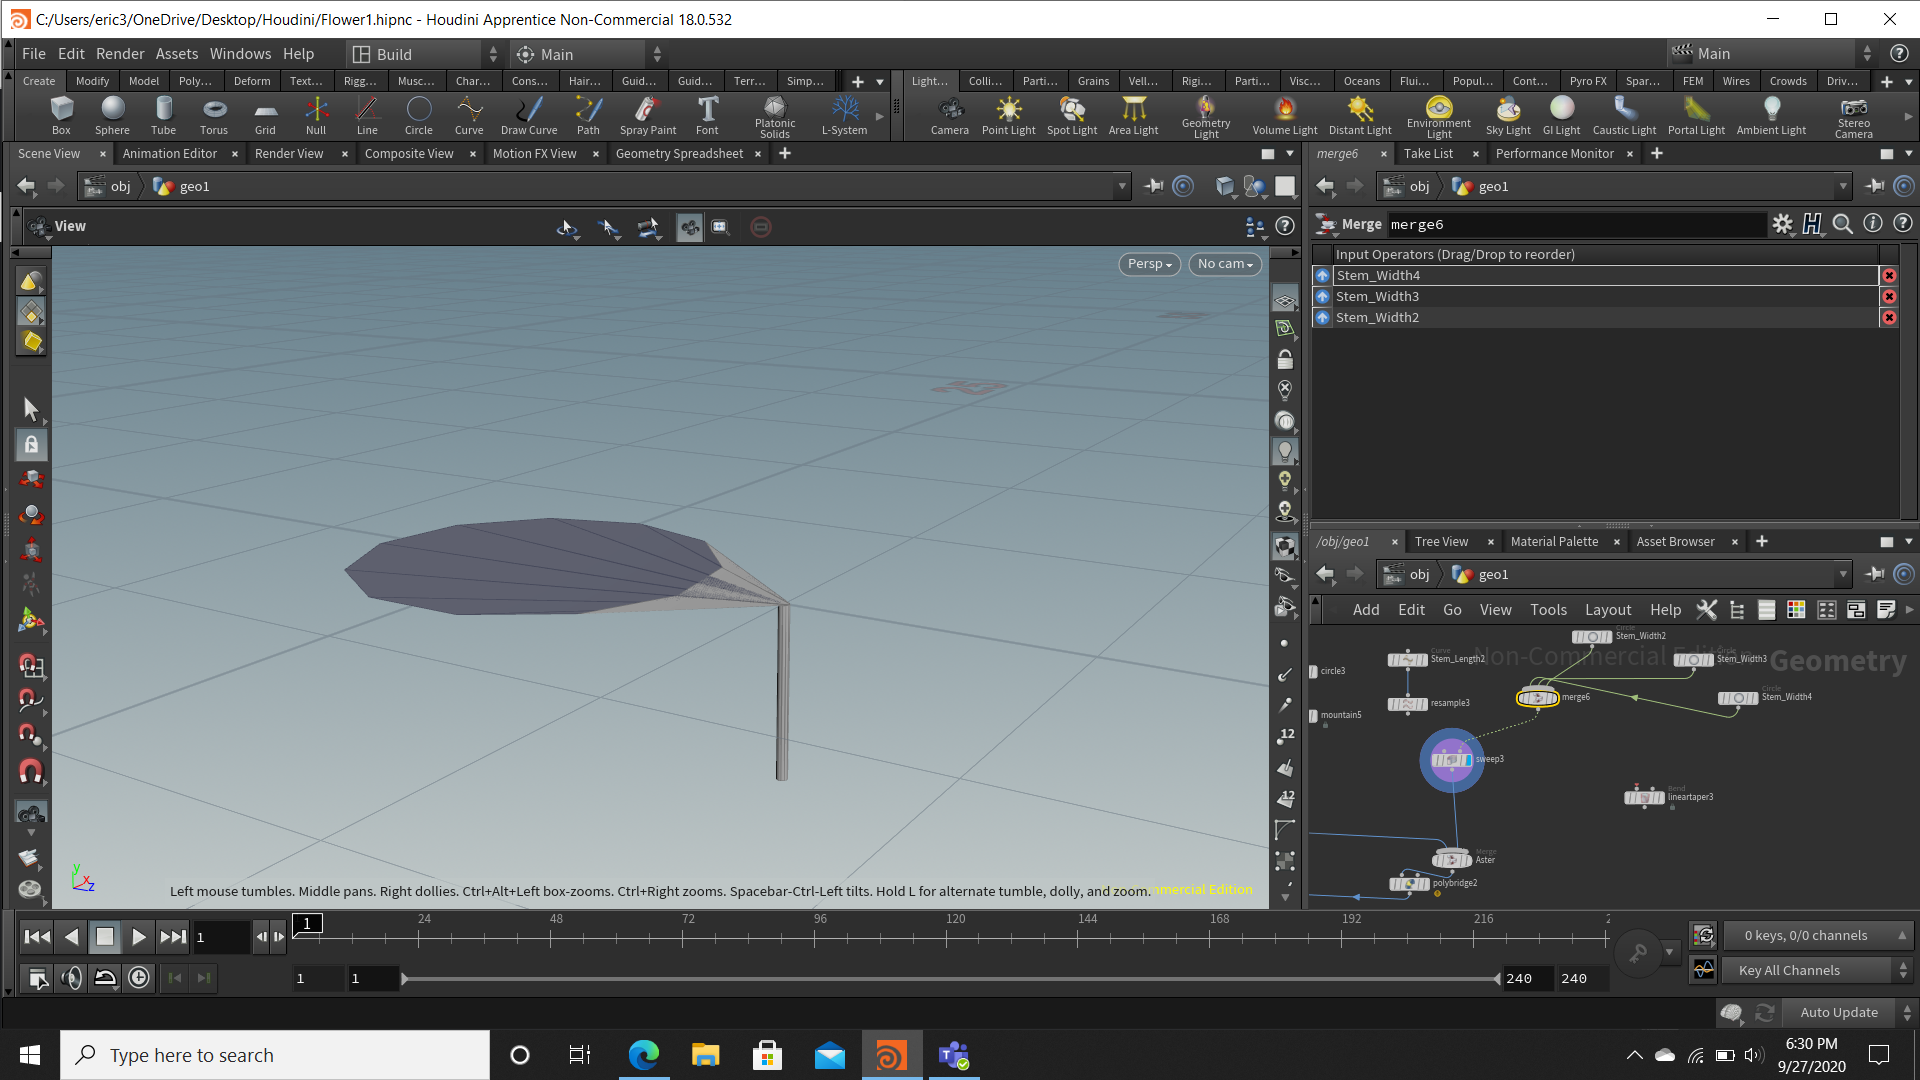 C:/Users/eric3/OneDrive/Desktop/Houdini/Flower1.hipnc - Houdini Apprentice Non-Commercial 18.0.532
File Edit Render Assets Windows Help Build Main Main
Create Modify Model Poly... Deform Text... Rigg... Musc... Char... Cons... Hair... Guid... Guid... Terr... Simp...
Light... Colli... Parti... Grains Vell... Rigi... Parti... Visc... Oceans Flui... Popul... Cont... Pyro FX Spar... FEM Wires Crowds Driv...
Box Sphere Tube Torus Grid Null Line Circle Curve Draw Curve Path Spray Paint Font Platonic Solids L-System
Camera Point Light Spot Light Area Light Geometry Light Volume Light Distant Light Environment Light Sky Light GI Light Caustic Light Portal Light Ambient Light Stereo Camera
Scene View Animation Editor Render View Composite View Motion FX View Geometry Spreadsheet
merge6 Take List Performance Monitor
obj geo1
obj geo1
View
Merge merge6
Persp No cam
Input Operators (Drag/Drop to reorder)
Stem_Width4
Stem_Width3
Stem_Width2
12
12
/obj/geo1 Tree View Material Palette Asset Browser
obj geo1
Add Edit Go View Tools Layout Help
Non-Commercial Edition
Geometry
Circle
Stem_Width2
Curve
Stem_Length2
Circle
Stem_Width3
circle3
resample3
merge6
Circle
Stem_Width4
mountain5
sweep3
Bend
lineartaper3
Merge
Aster
polybridge2
y x z
Left mouse tumbles. Middle pans. Right dollies. Ctrl+Alt+Left box-zooms. Ctrl+Right zooms. Spacebar-Ctrl-Left tilts. Hold L for alternate tumble, dolly, and zoom.
mmercial Edition
1 1 24 48 72 96 120 144 168 192 216 2
0 keys, 0/0 channels
1 1 240 240
Key All Channels
Auto Update
Type here to search
6:30 PM
9/27/2020